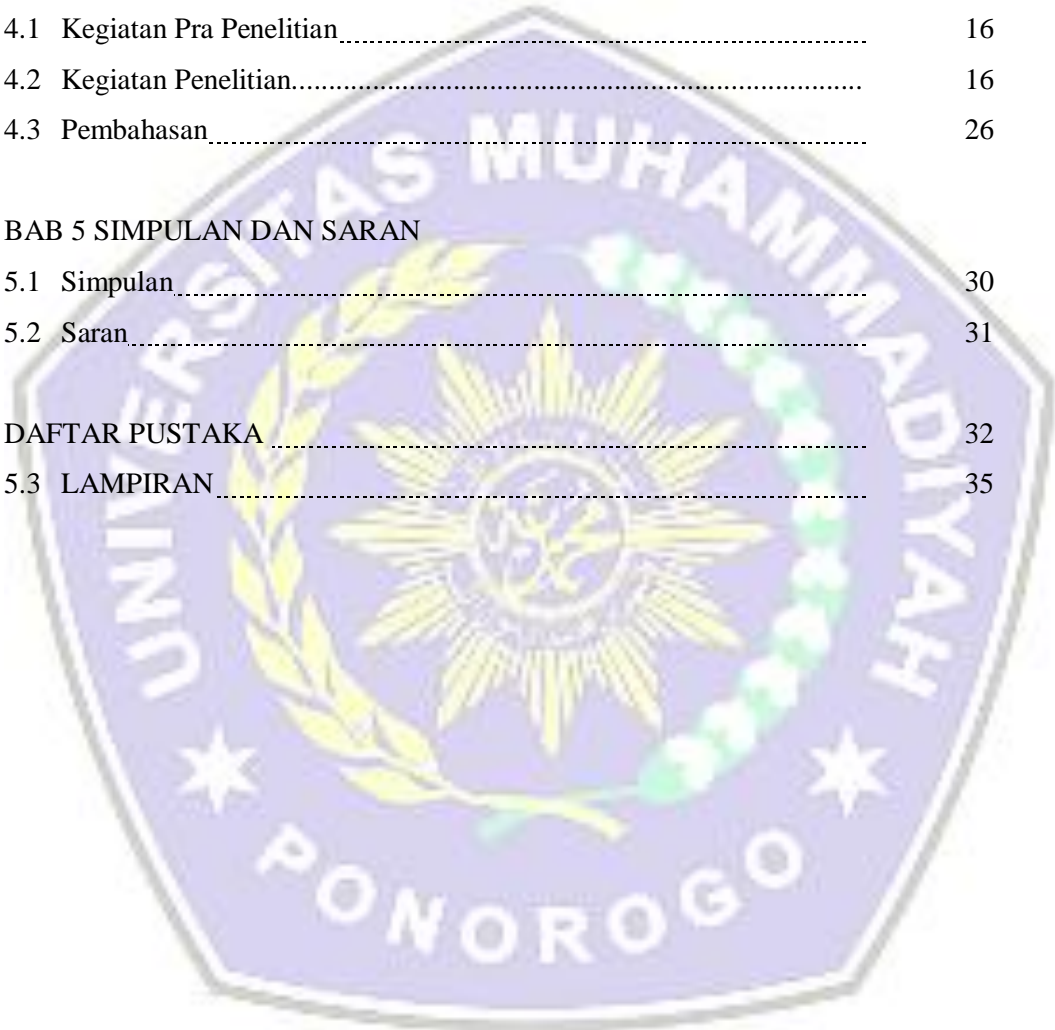 4.1 Kegiatan Pra Penelitian 16
4.2 Kegiatan Penelitian........................................................................ 16
4.3 Pembahasan 26
BAB 5 SIMPULAN DAN SARAN
5.1 Simpulan 30
5.2 Saran 31
DAFTAR PUSTAKA 32
5.3 LAMPIRAN 35
UNIVERSITAS MUHAMMADIYAH
PONOROGO